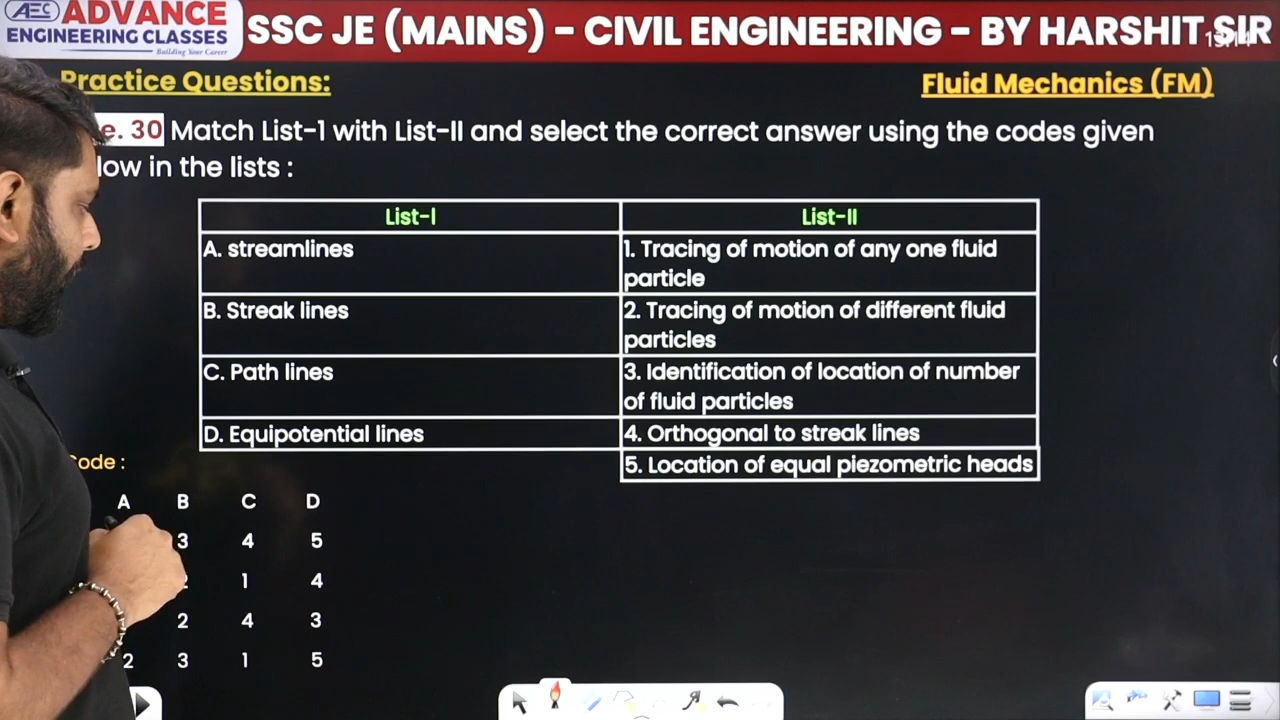 AEC ADVANCE
ENGINEERING CLASSES
Building Your Career
SSC JE (MAINS) - CIVIL ENGINEERING - BY HARSHIT SIR
Practice Questions:
Fluid Mechanics (FM)
e. 30 Match List-1 with List-II and select the correct answer using the codes given
low in the lists :
List-I List-II
A. streamlines 1. Tracing of motion of any one fluid
particle
B. Streak lines 2. Tracing of motion of different fluid
particles
C. Path lines 3. Identification of location of number
of fluid particles
D. Equipotential lines 4. Orthogonal to streak lines
5. Location of equal piezometric heads
Code :
A B C D
3 4 5
1 4
2 4 3
2 3 1 5